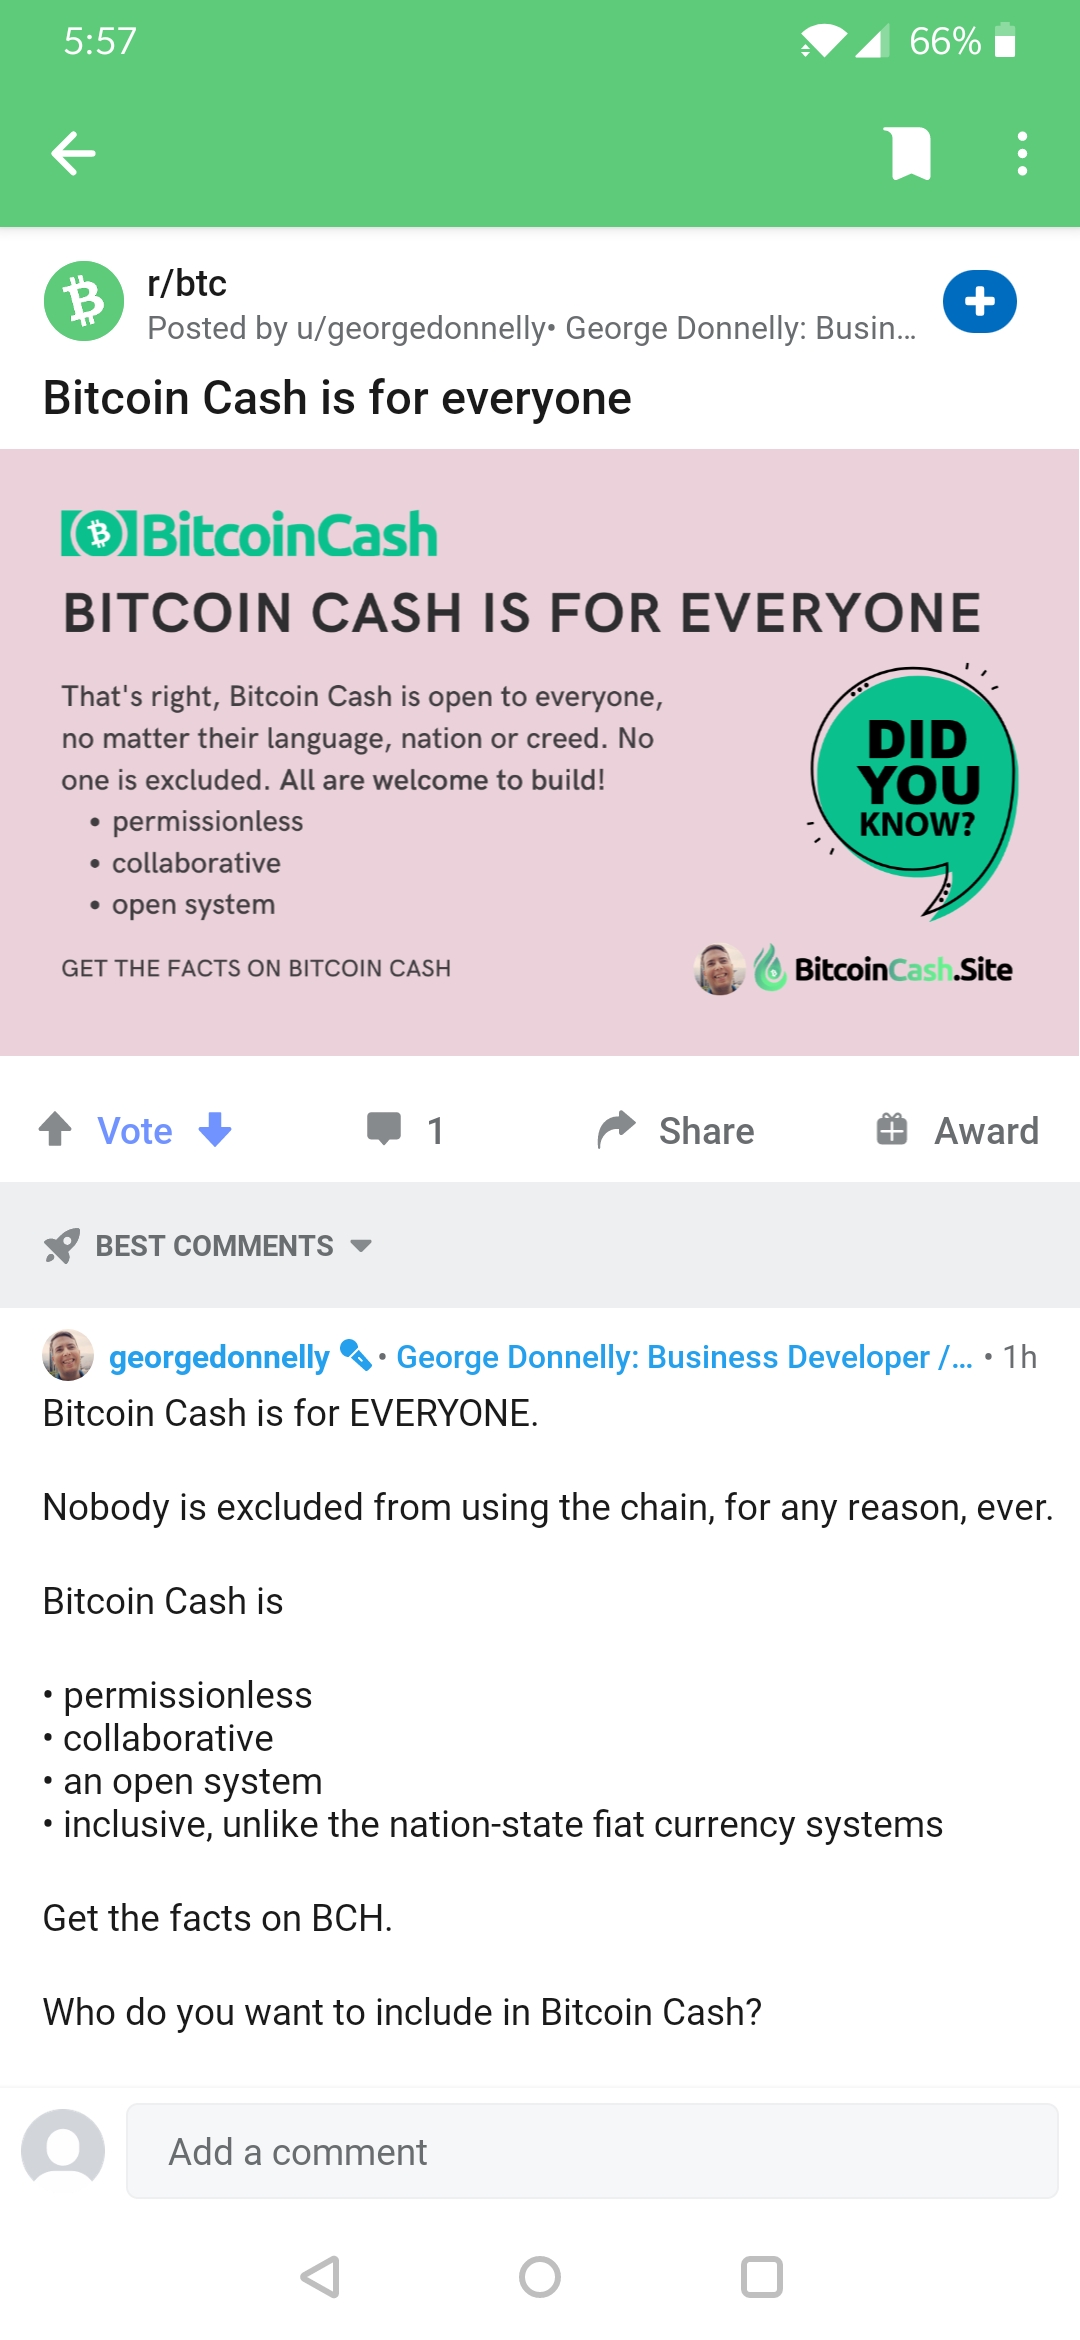 5:57
66%
r/btc
Posted by u/georgedonnelly• George Donnelly: Busin...
Bitcoin Cash is for everyone
BitcoinCash
BITCOIN CASH IS FOR EVERYONE
That's right, Bitcoin Cash is open to everyone,
no matter their language, nation or creed. No
one is excluded. All are welcome to build!
• permissionless
• collaborative
• open system
DID
YOU
KNOW?
GET THE FACTS ON BITCOIN CASH
BitcoinCash.Site
Vote
1
Share
Award
BEST COMMENTS
georgedonnelly • George Donnelly: Business Developer /... • 1h
Bitcoin Cash is for EVERYONE.
Nobody is excluded from using the chain, for any reason, ever.
Bitcoin Cash is
• permissionless
• collaborative
• an open system
• inclusive, unlike the nation-state fiat currency systems
Get the facts on BCH.
Who do you want to include in Bitcoin Cash?
Add a comment